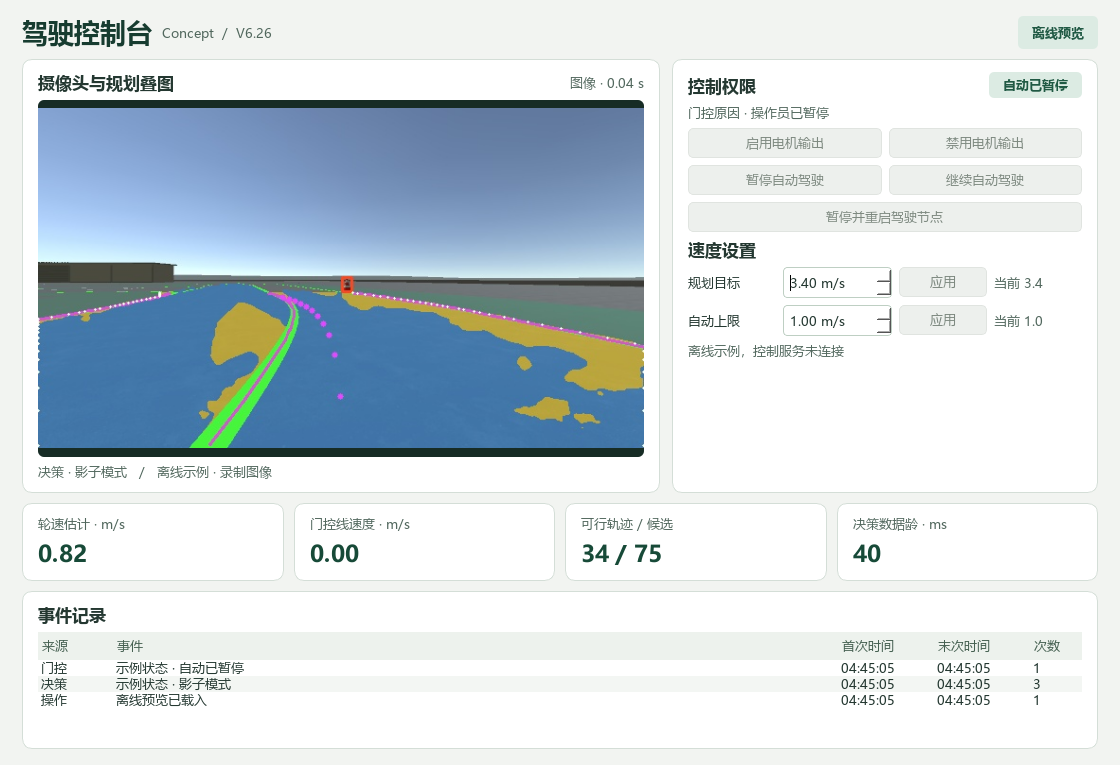 驾驶控制台 Concept / V6.26
离线预览
摄像头与规划叠图 图像 · 0.04 s
决策 · 影子模式 / 离线示例 · 录制图像
控制权限 自动已暂停
门控原因 · 操作员已暂停
启用电机输出 禁用电机输出
暂停自动驾驶 继续自动驾驶
暂停并重启驾驶节点
速度设置
规划目标 3.40 m/s 应用 当前 3.4
自动上限 1.00 m/s 应用 当前 1.0
离线示例，控制服务未连接
轮速估计 · m/s
0.82
门控线速度 · m/s
0.00
可行轨迹 / 候选
34 / 75
决策数据龄 · ms
40
事件记录
来源 事件 首次时间 末次时间 次数
门控 示例状态 · 自动已暂停 04:45:05 04:45:05 1
决策 示例状态 · 影子模式 04:45:05 04:45:05 3
操作 离线预览已载入 04:45:05 04:45:05 1